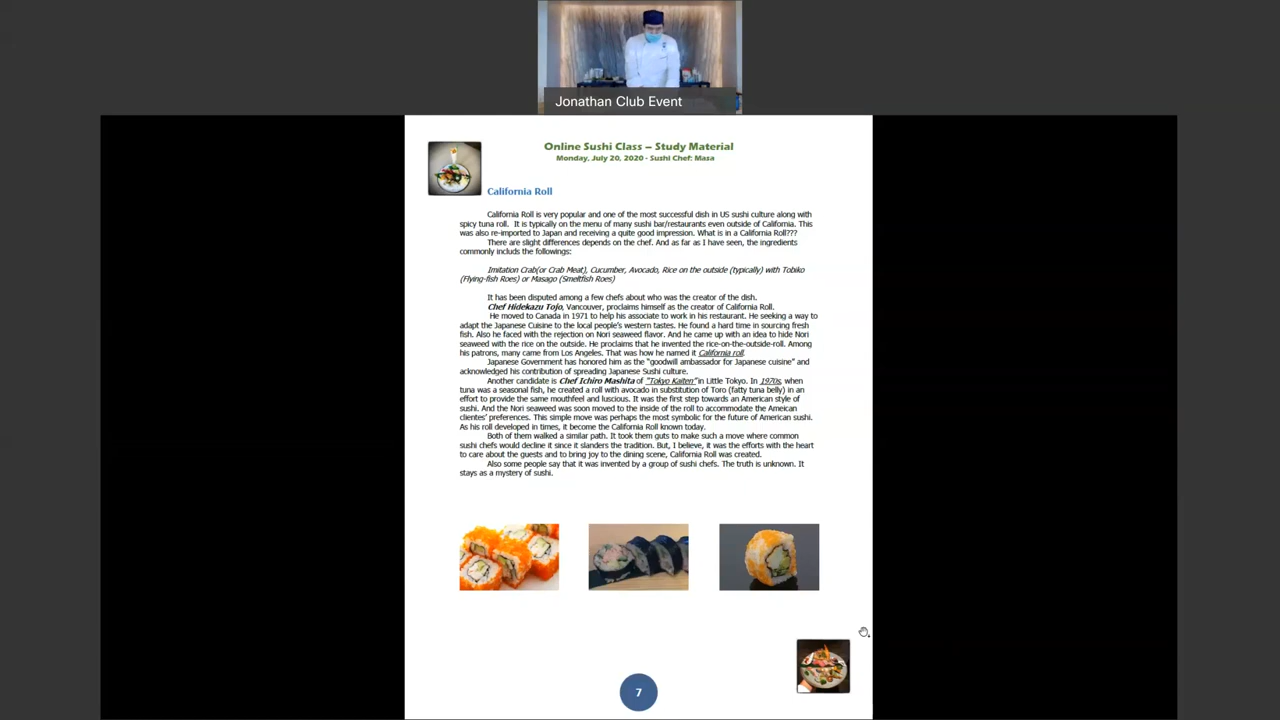 Jonathan Club Event
Online Sushi Class – Study Material
Monday, July 20, 2020 - Sushi Chef: Masa
California Roll
California Roll is very popular and one of the most successful dish in US sushi culture along with
spicy tuna roll. It is typically on the menu of many sushi bar/restaurants even outside of California. This
was also re-imported to Japan and receiving a quite good impression. What is in a California Roll???
There are slight differences depends on the chef. And as far as I have seen, the ingredients
commonly include the followings:
Imitation Crab(or Crab Meat), Cucumber, Avocado, Rice on the outside (typically) with Tobiko
(Flying-fish Roes) or Masago (Smeltfish Roes)
It has been disputed among a few chefs about who was the creator of the dish.
Chef Hidekazu Tojo, Vancouver, proclaims himself as the creator of California Roll.
He moved to Canada in 1971 to help his associate to work in his restaurant. He seeking a way to
adapt the Japanese Cuisine to the local people's western tastes. He found a hard time in sourcing fresh
fish. Also he faced with the rejection on Nori seaweed flavor. And he came up with an idea to hide Nori
seaweed with the rice on the outside. He proclaims that he invented the rice-on-the-outside-roll. Among
his patrons, many came from Los Angeles. That was how he named it California roll.
Japanese Government has honored him as the "goodwill ambassador for Japanese cuisine" and
acknowledged his contribution of spreading Japanese Sushi culture.
Another candidate is Chef Ichiro Mashita of "Tokyo Kaiten" in Little Tokyo. In 1970s, when
tuna was a seasonal fish, he created a roll with avocado in substitution of Toro (fatty tuna belly) in an
effort to provide the same mouthfeel and luscious. It was the first step towards an American style of
sushi. And the Nori seaweed was soon moved to the inside of the roll to accommodate the Ameican
clientes' preferences. This simple move was perhaps the most symbolic for the future of American sushi.
As his roll developed in times, it become the California Roll known today.
Both of them walked a similar path. It took them guts to make such a move where common
sushi chefs would decline it since it slanders the tradition. But, I believe, it was the efforts with the heart
to care about the guests and to bring joy to the dining scene, California Roll was created.
Also some people say that it was invented by a group of sushi chefs. The truth is unknown. It
stays as a mystery of sushi.
7